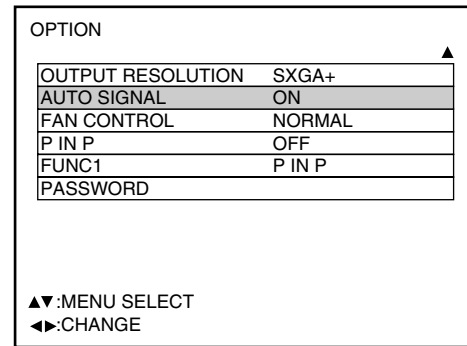 OPTION
▲
OUTPUT RESOLUTION SXGA+
AUTO SIGNAL ON
FAN CONTROL NORMAL
P IN P OFF
FUNC1 P IN P
PASSWORD
▲▼:MENU SELECT
◀▶:CHANGE